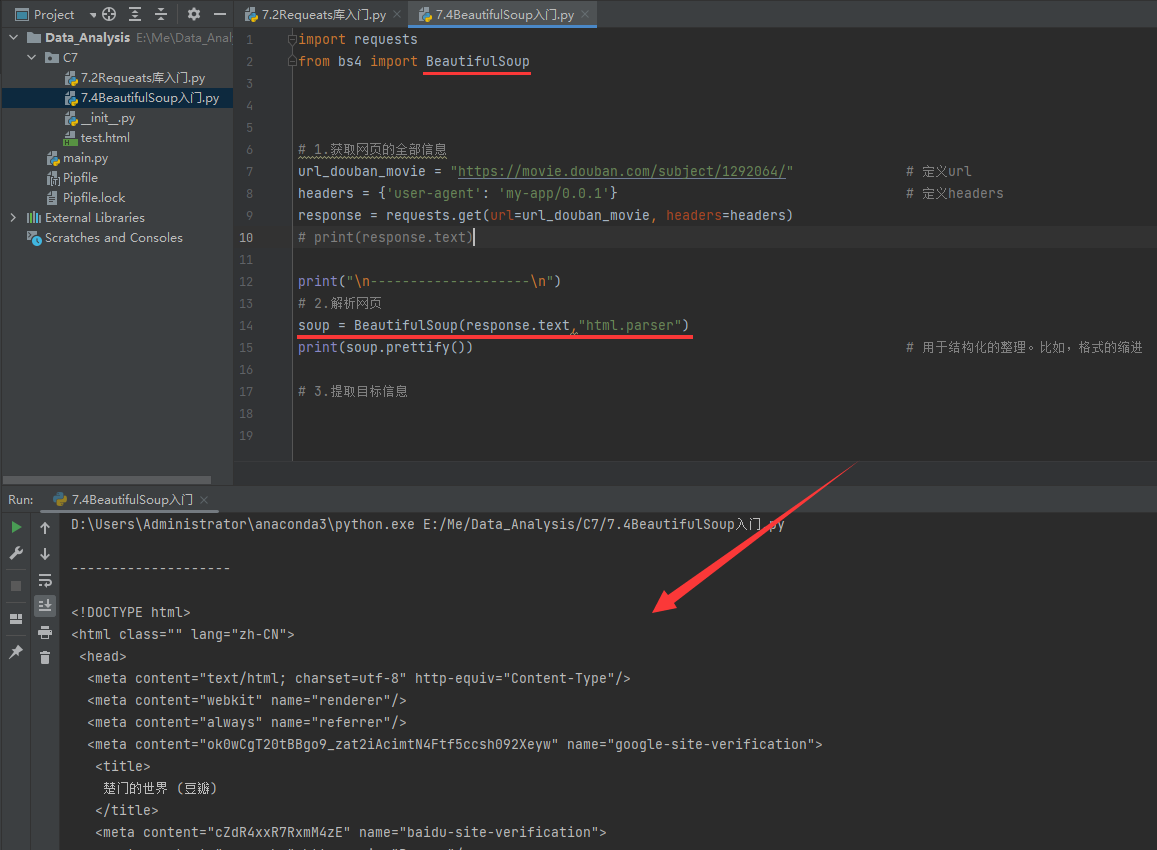 Project
7.2Requeats库入门.py
7.4BeautifulSoup入门.py
Data_Analysis E:\Me\Data_Anal
C7
7.2Requeats库入门.py
7.4BeautifulSoup入门.py
__init__.py
test.html
main.py
Pipfile
Pipfile.lock
External Libraries
Scratches and Consoles
1 import requests
2 from bs4 import BeautifulSoup
3
4
5
6 # 1.获取网页的全部信息
7 url_douban_movie = "https://movie.douban.com/subject/1292064/" # 定义url
8 headers = {'user-agent': 'my-app/0.0.1'} # 定义headers
9 response = requests.get(url=url_douban_movie, headers=headers)
10 # print(response.text)
11
12 print("\n--------------------\n")
13 # 2.解析网页
14 soup = BeautifulSoup(response.text,"html.parser")
15 print(soup.prettify()) # 用于结构化的整理。比如，格式的缩进
16
17 # 3.提取目标信息
18
19
Run: 7.4BeautifulSoup入门
D:\Users\Administrator\anaconda3\python.exe E:/Me/Data_Analysis/C7/7.4BeautifulSoup入门.py
--------------------
<!DOCTYPE html>
<html class="" lang="zh-CN">
<head>
<meta content="text/html; charset=utf-8" http-equiv="Content-Type"/>
<meta content="webkit" name="renderer"/>
<meta content="always" name="referrer"/>
<meta content="ok0wCgT20tBBgo9_zat2iAcimtN4Ftf5ccsh092Xeyw" name="google-site-verification">
<title>
楚门的世界 (豆瓣)
</title>
<meta content="cZdR4xxR7RxmM4zE" name="baidu-site-verification">